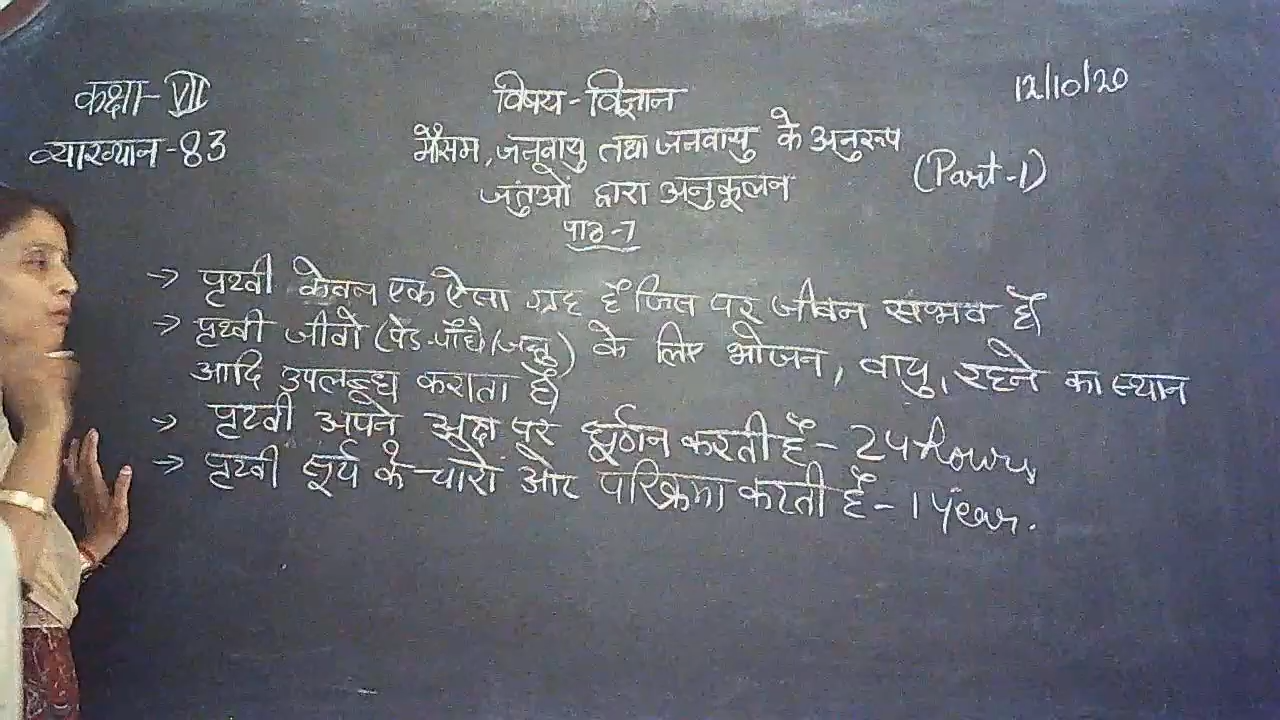 कक्षा-VII
विषय-विज्ञान
12/10/20
व्याख्यान-83
मौसम, जलवायु तथा जलवायु के अनुरूप
जंतुओं द्वारा अनुकूलन
(Part-1)
पाठ-7
→ पृथ्वी केवल एक ऐसा ग्रह है जिस पर जीवन सम्भव है
→ पृथ्वी जीवों (पेड-पौधे/जन्तु) के लिए भोजन, वायु, रहने का स्थान
आदि उपलब्ध कराता है
→ पृथ्वी अपने अक्ष पर घूर्णन करती है - 24 hours
→ पृथ्वी सूर्य के चारों ओर परिक्रमा करती है - 1 year.